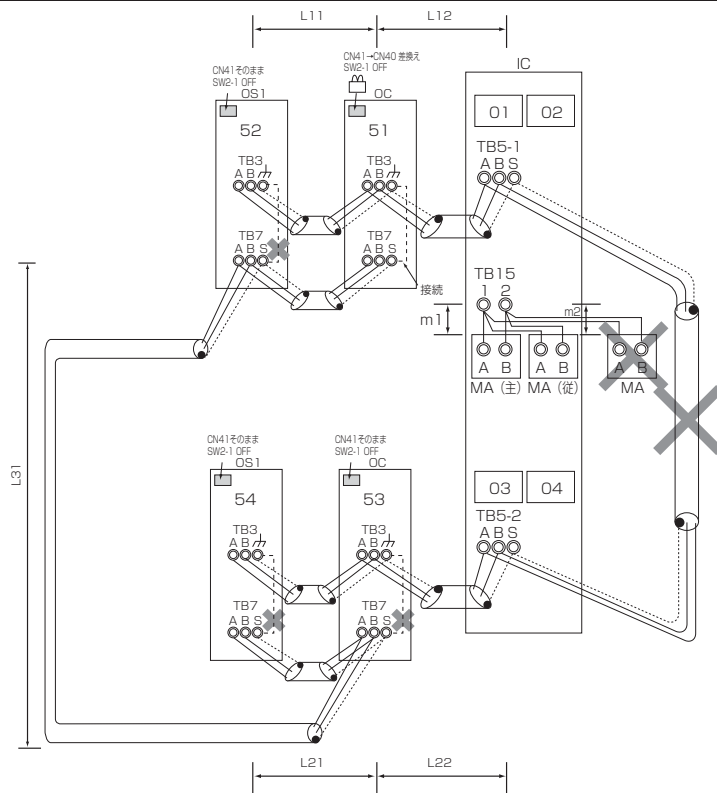 L11
L12
CN41→CN40 差換え
SW2-1 OFF
CN41そのまま
SW2-1 OFF
OS1
OC
IC
52
51
01
02
TB3
A B
TB3
A B
TB5-1
A B S
TB7
A B S
TB7
A B S
接続
TB15
1 2
m1
m2
A B
A B
A B
MA (主)
MA (従)
MA
L31
CN41そのまま
SW2-1 OFF
CN41そのまま
SW2-1 OFF
OS1
OC
54
53
03
04
TB3
A B
TB3
A B
TB5-2
A B S
TB7
A B S
TB7
A B S
L21
L22